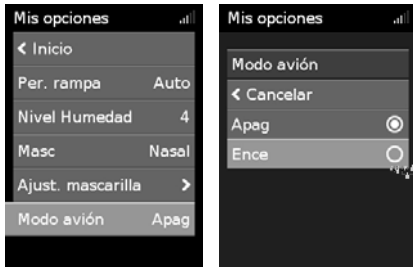 Mis opciones
< Inicio
Per. rampa Auto
Nivel Humedad 4
Masc Nasal
Ajust. mascarilla >
Modo avión Apag
Mis opciones
Modo avión
< Cancelar
Apag
Ence